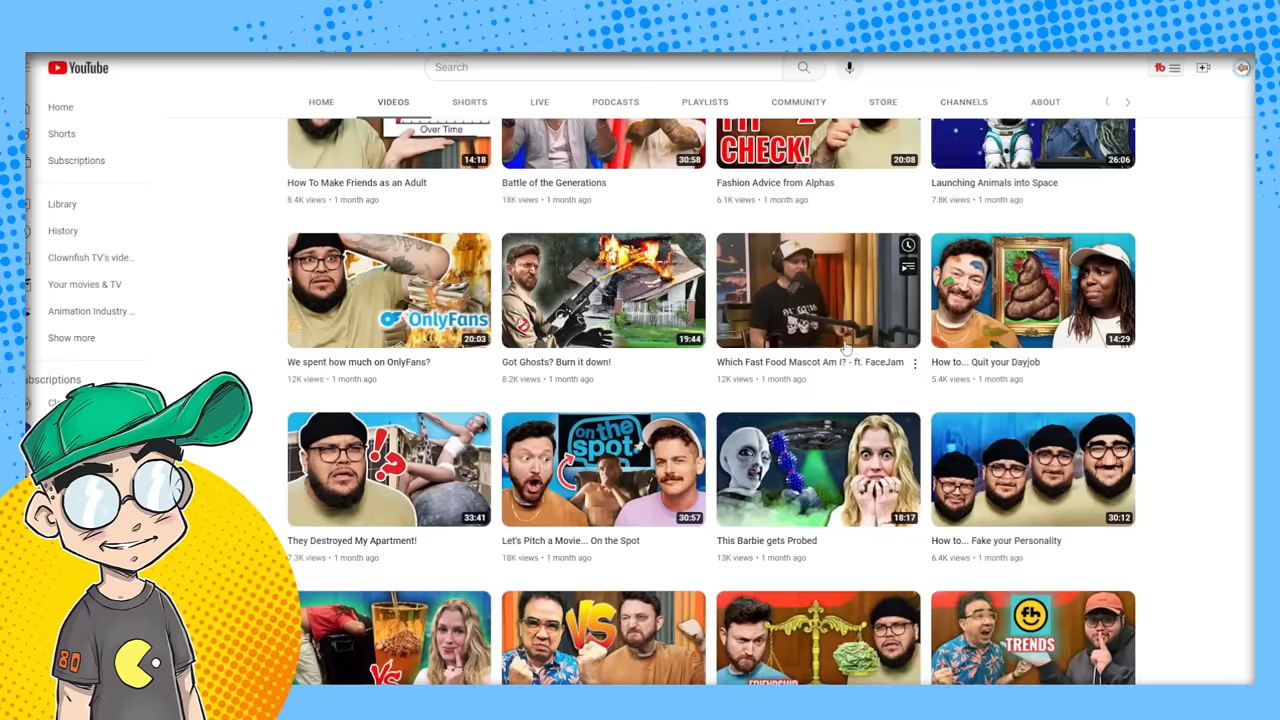 YouTube
Search
tb
Home
Shorts
Subscriptions
Library
History
Clownfish TV's vide...
Your movies & TV
Animation Industry ...
Show more
HOME
VIDEOS
SHORTS
LIVE
PODCASTS
PLAYLISTS
COMMUNITY
STORE
CHANNELS
ABOUT
Over Time
14:18
30:58
CHECK!
20:08
26:06
How To Make Friends as an Adult
8.4K views • 1 month ago
Battle of the Generations
18K views • 1 month ago
Fashion Advice from Alphas
6.1K views • 1 month ago
Launching Animals into Space
7.8K views • 1 month ago
OnlyFans
20:03
19:44
14:29
We spent how much on OnlyFans?
12K views • 1 month ago
Got Ghosts? Burn it down!
8.2K views • 1 month ago
Which Fast Food Mascot Am I? - ft. FaceJam
12K views • 1 month ago
How to... Quit your Dayjob
5.4K views • 1 month ago
!?
33:41
on the
spot
30:57
18:17
30:12
They Destroyed My Apartment!
7.3K views • 1 month ago
Let's Pitch a Movie... On the Spot
18K views • 1 month ago
This Barbie gets Probed
13K views • 1 month ago
How to... Fake your Personality
6.4K views • 1 month ago
VS
VS
FRIENDSHIP
TRENDS
80